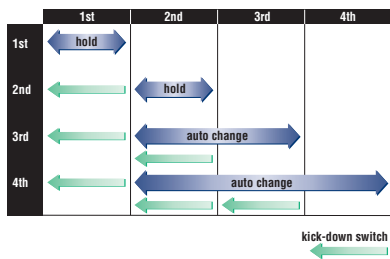 1st 2nd 3rd 4th
1st hold
2nd hold
3rd auto change
4th auto change
kick-down switch